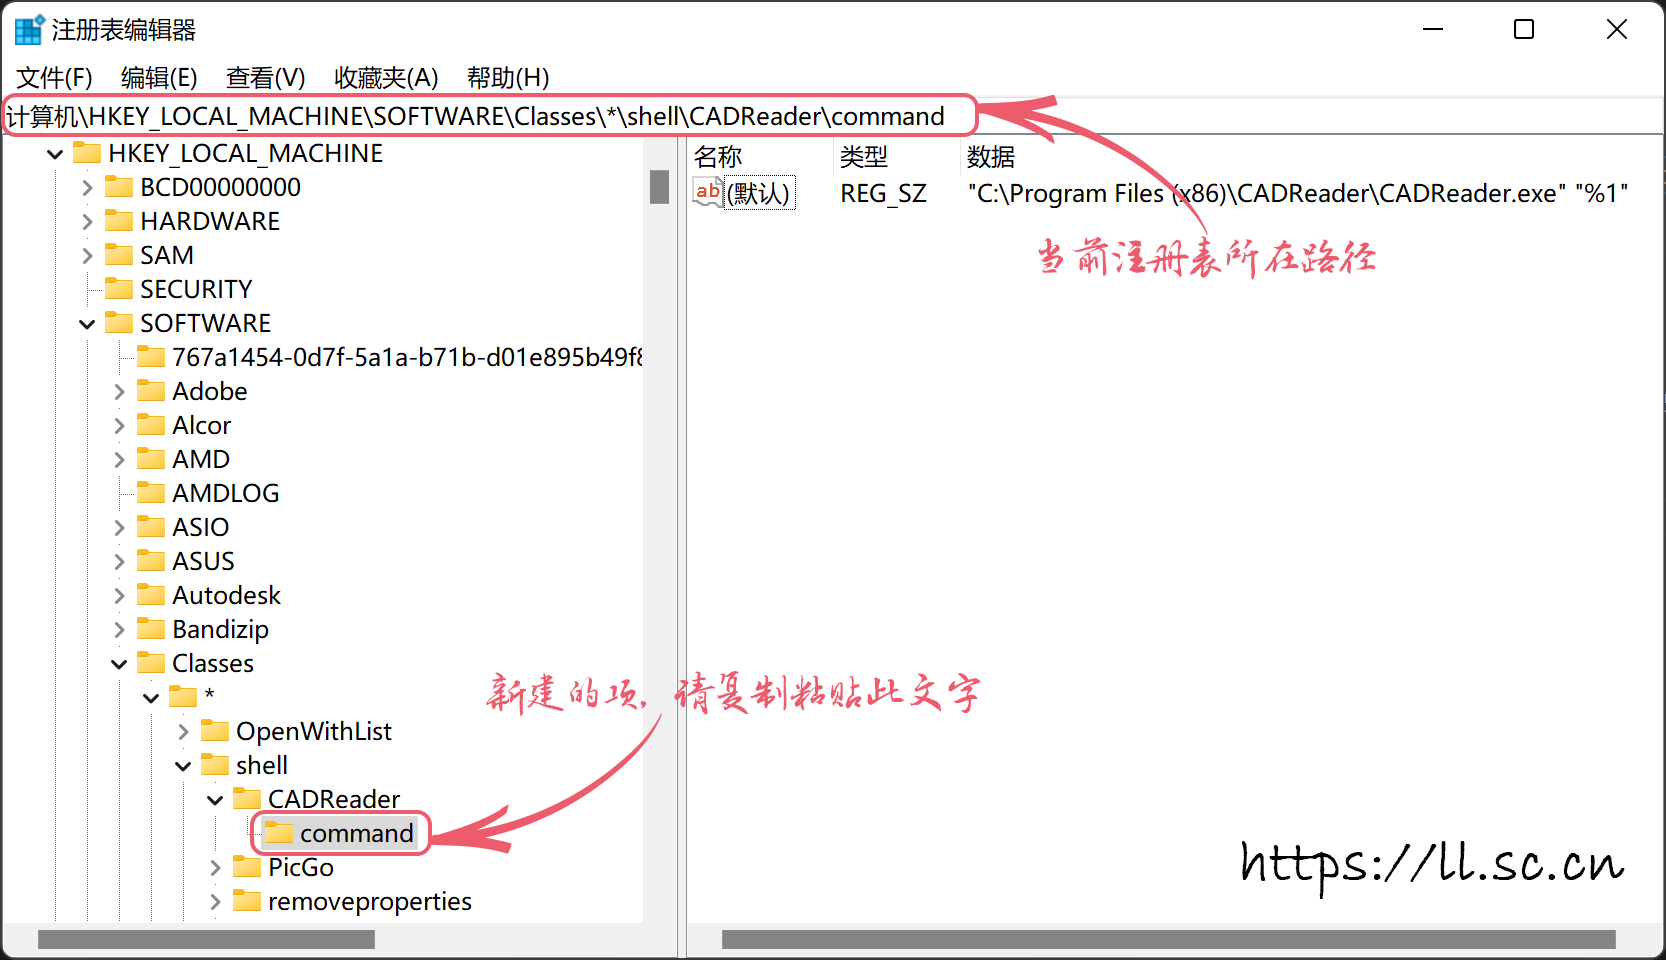 注册表编辑器
文件(F) 编辑(E) 查看(V) 收藏夹(A) 帮助(H)
计算机\HKEY_LOCAL_MACHINE\SOFTWARE\Classes\*\shell\CADReader\command
HKEY_LOCAL_MACHINE
BCD00000000
HARDWARE
SAM
SECURITY
SOFTWARE
767a1454-0d7f-5a1a-b71b-d01e895b49f8
Adobe
Alcor
AMD
AMDLOG
ASIO
ASUS
Autodesk
Bandizip
Classes
*
OpenWithList
shell
CADReader
command
PicGo
removeproperties
名称 类型 数据
ab (默认) REG_SZ "C:\Program Files (x86)\CADReader\CADReader.exe" "%1"
当前注册表所在路径
新建的项，请复制粘贴此文字
https://ll.sc.cn